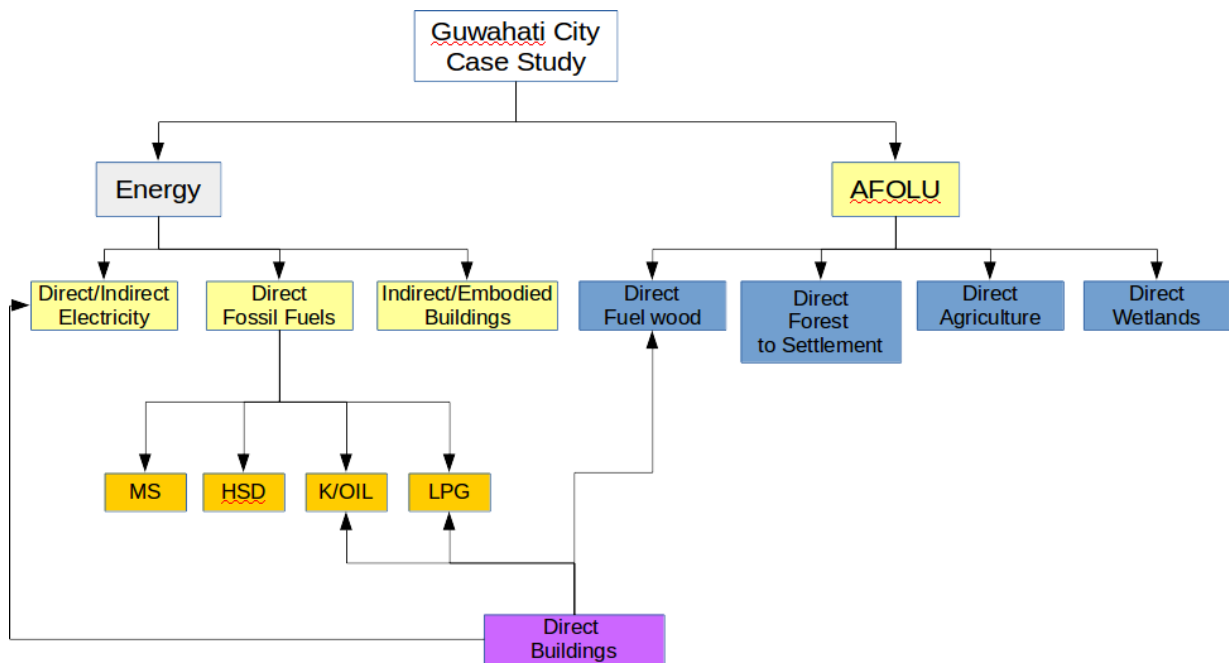 Guwahati City
Case Study
Energy
AFOLU
Direct/Indirect
Electricity
Direct
Fossil Fuels
Indirect/Embodied
Buildings
Direct
Fuel wood
Direct
Forest
to Settlement
Direct
Agriculture
Direct
Wetlands
MS
HSD
K/OIL
LPG
Direct
Buildings